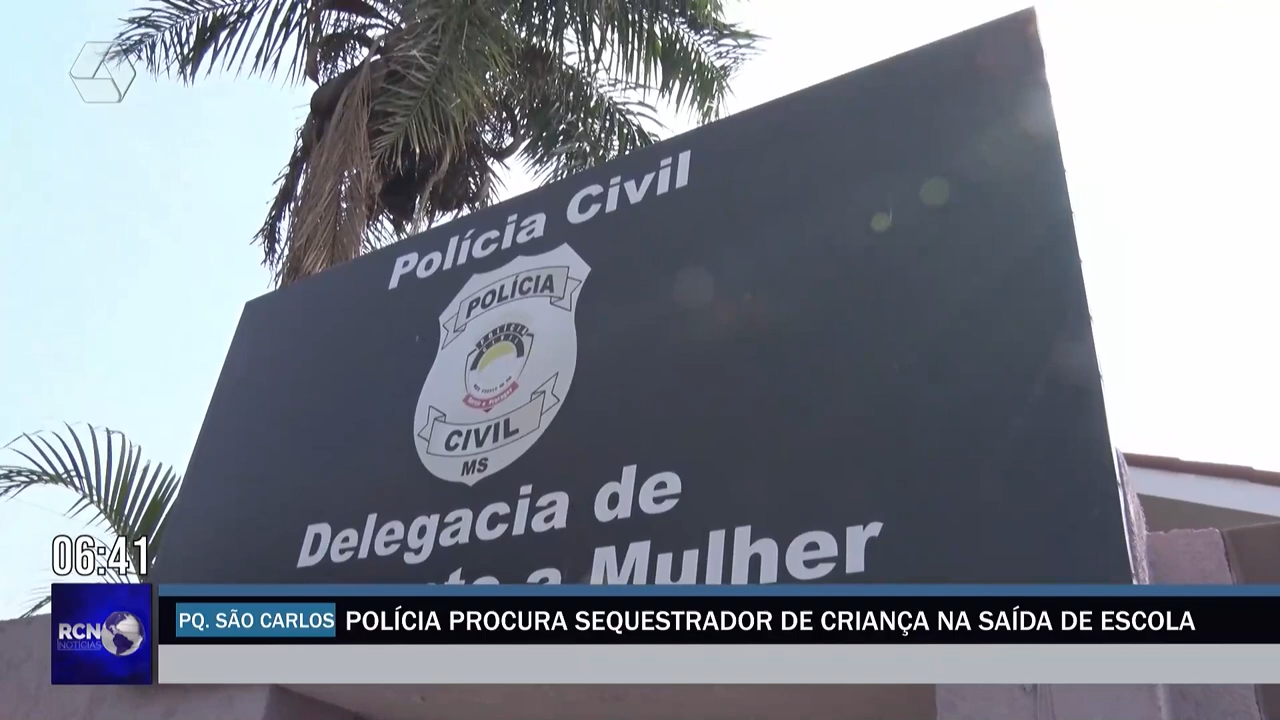 Polícia Civil
POLÍCIA
CIVIL
MS
Delegacia de
a Mulher
06:41
RCN
NOTÍCIAS
PQ. SÃO CARLOS
POLÍCIA PROCURA SEQUESTRADOR DE CRIANÇA NA SAÍDA DE ESCOLA